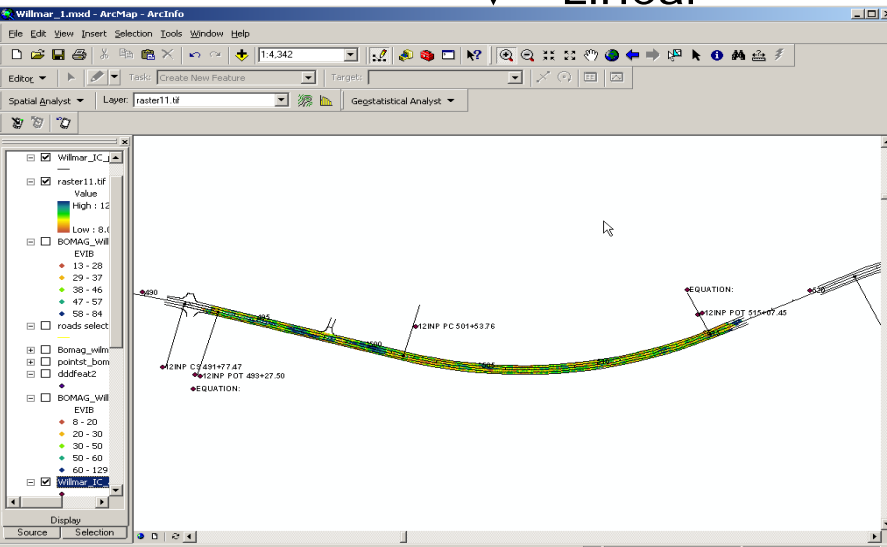 Linear
Willmar_1.mxd - ArcMap - ArcInfo
File Edit View Insert Selection Tools Window Help
1:4,342
Editor Task: Create New Feature Target:
Spatial Analyst Layer: raster11.tif Geostatistical Analyst
Willmar_IC_
raster11.tif
Value
High : 12
Low : 8.
BOMAG_Will
EVIB
13 - 28
29 - 37
38 - 46
47 - 57
58 - 84
roads select
Bomag_wilm
pointst_bom
dddfeat2
BOMAG_Will
EVIB
8 - 20
20 - 30
30 - 50
50 - 60
60 - 129
Willmar_IC_
Display
Source Selection
490
495
500
505
520
EQUATION:
12INP POT 515+07.45
12INP PC 501+53.76
12INP CS 491+77.47
12INP POT 493+27.50
EQUATION: